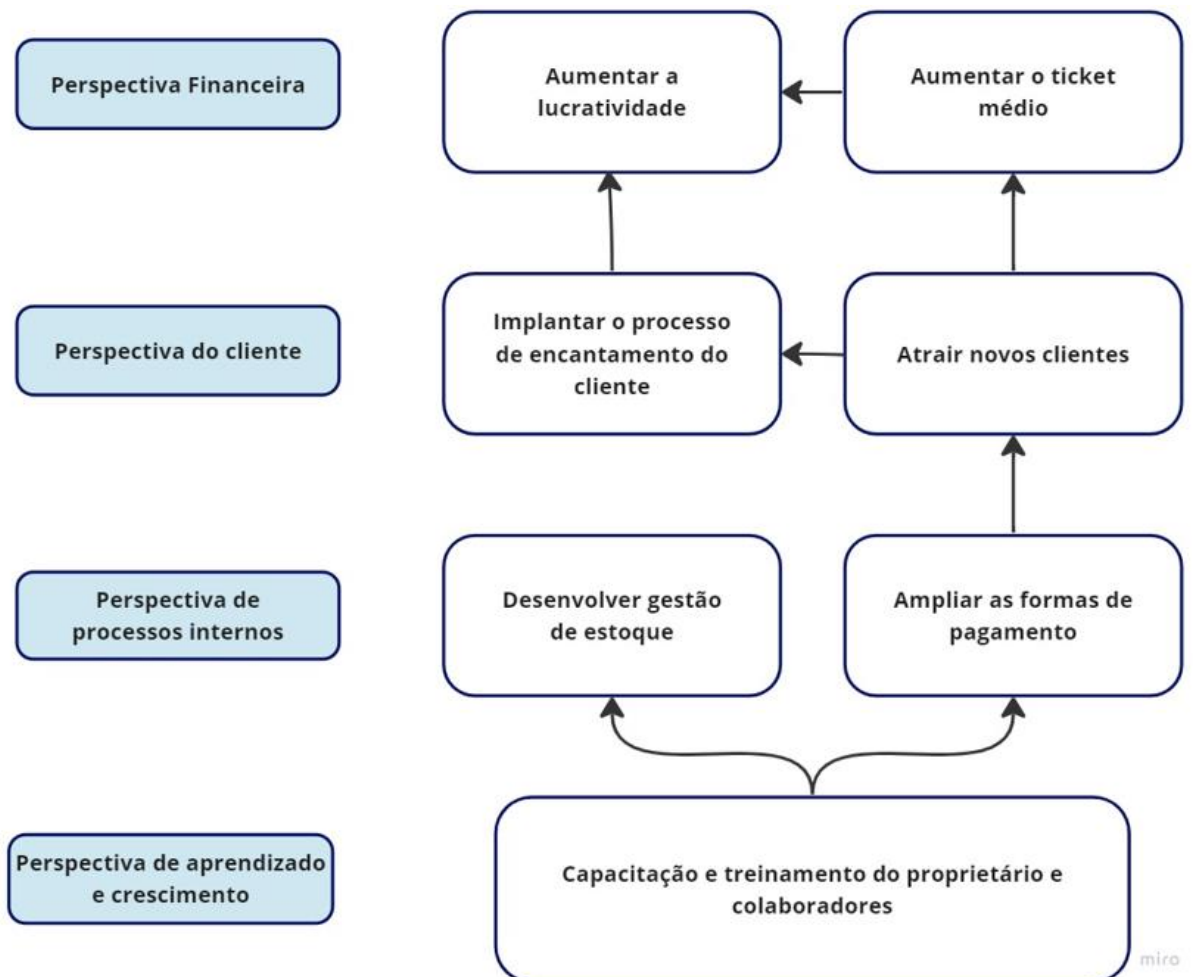 Perspectiva Financeira
Aumentar a
lucratividade
Aumentar o ticket
médio
Perspectiva do cliente
Implantar o processo
de encantamento do
cliente
Atrair novos clientes
Perspectiva de
processos internos
Desenvolver gestão
de estoque
Ampliar as formas de
pagamento
Perspectiva de aprendizado
e crescimento
Capacitação e treinamento do proprietário e
colaboradores
miro